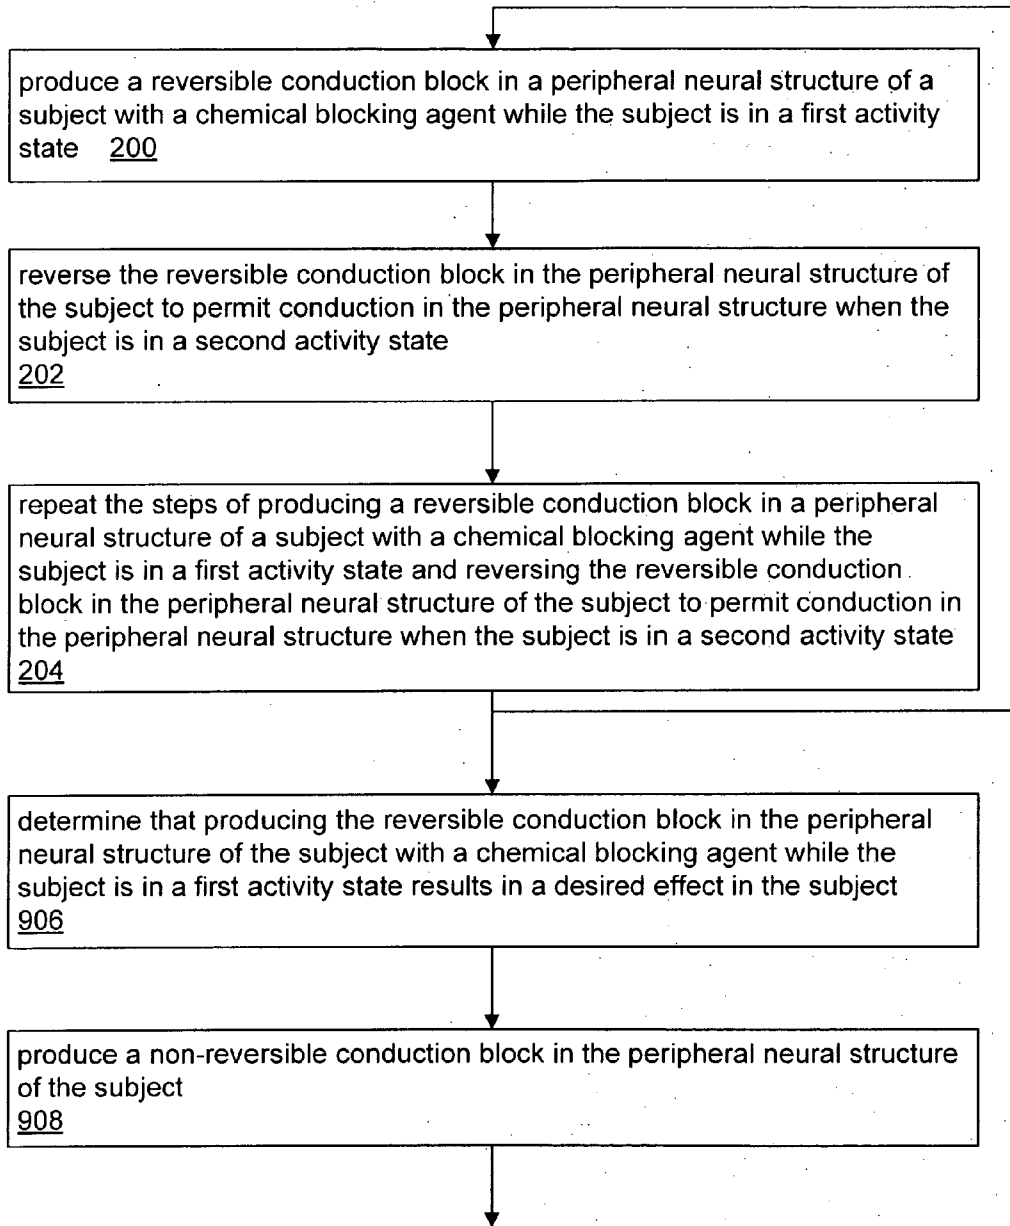 produce a reversible conduction block in a peripheral neural structure of a
subject with a chemical blocking agent while the subject is in a first activity
state 200
reverse the reversible conduction block in the peripheral neural structure of
the subject to permit conduction in the peripheral neural structure when the
subject is in a second activity state
202
repeat the steps of producing a reversible conduction block in a peripheral
neural structure of a subject with a chemical blocking agent while the
subject is in a first activity state and reversing the reversible conduction
block in the peripheral neural structure of the subject to permit conduction in
the peripheral neural structure when the subject is in a second activity state
204
determine that producing the reversible conduction block in the peripheral
neural structure of the subject with a chemical blocking agent while the
subject is in a first activity state results in a desired effect in the subject
906
produce a non-reversible conduction block in the peripheral neural structure
of the subject
908